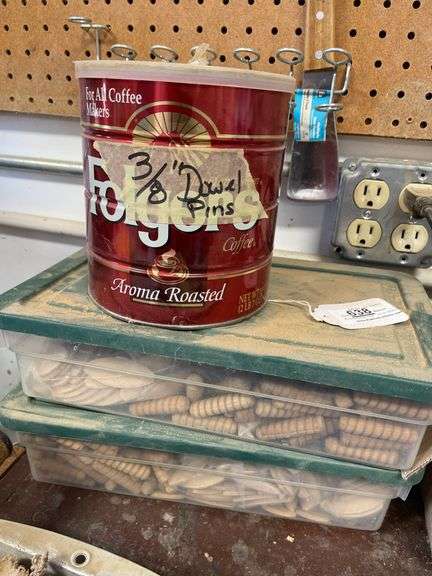 For All Coffee
Makers
3/8" Dowel
Pins
Folgers
Coffee
Aroma Roasted
638